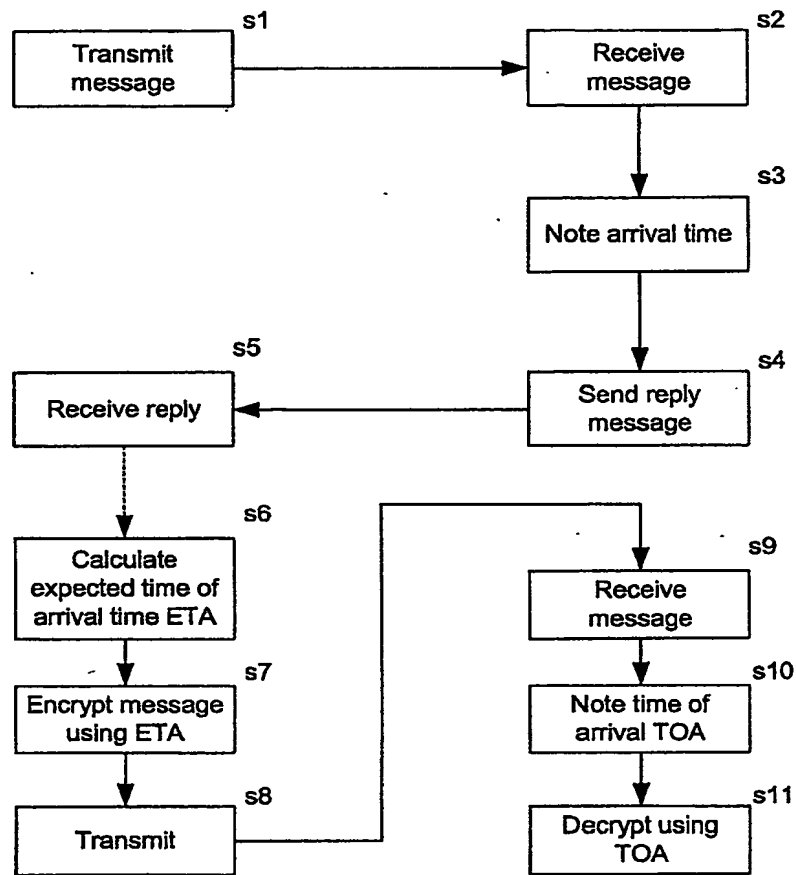 s1
Transmit
message
s2
Receive
message
s3
Note arrival time
s4
Send reply
message
s5
Receive reply
s6
Calculate
expected time of
arrival time ETA
s7
Encrypt message
using ETA
s8
Transmit
s9
Receive
message
s10
Note time of
arrival TOA
s11
Decrypt using
TOA